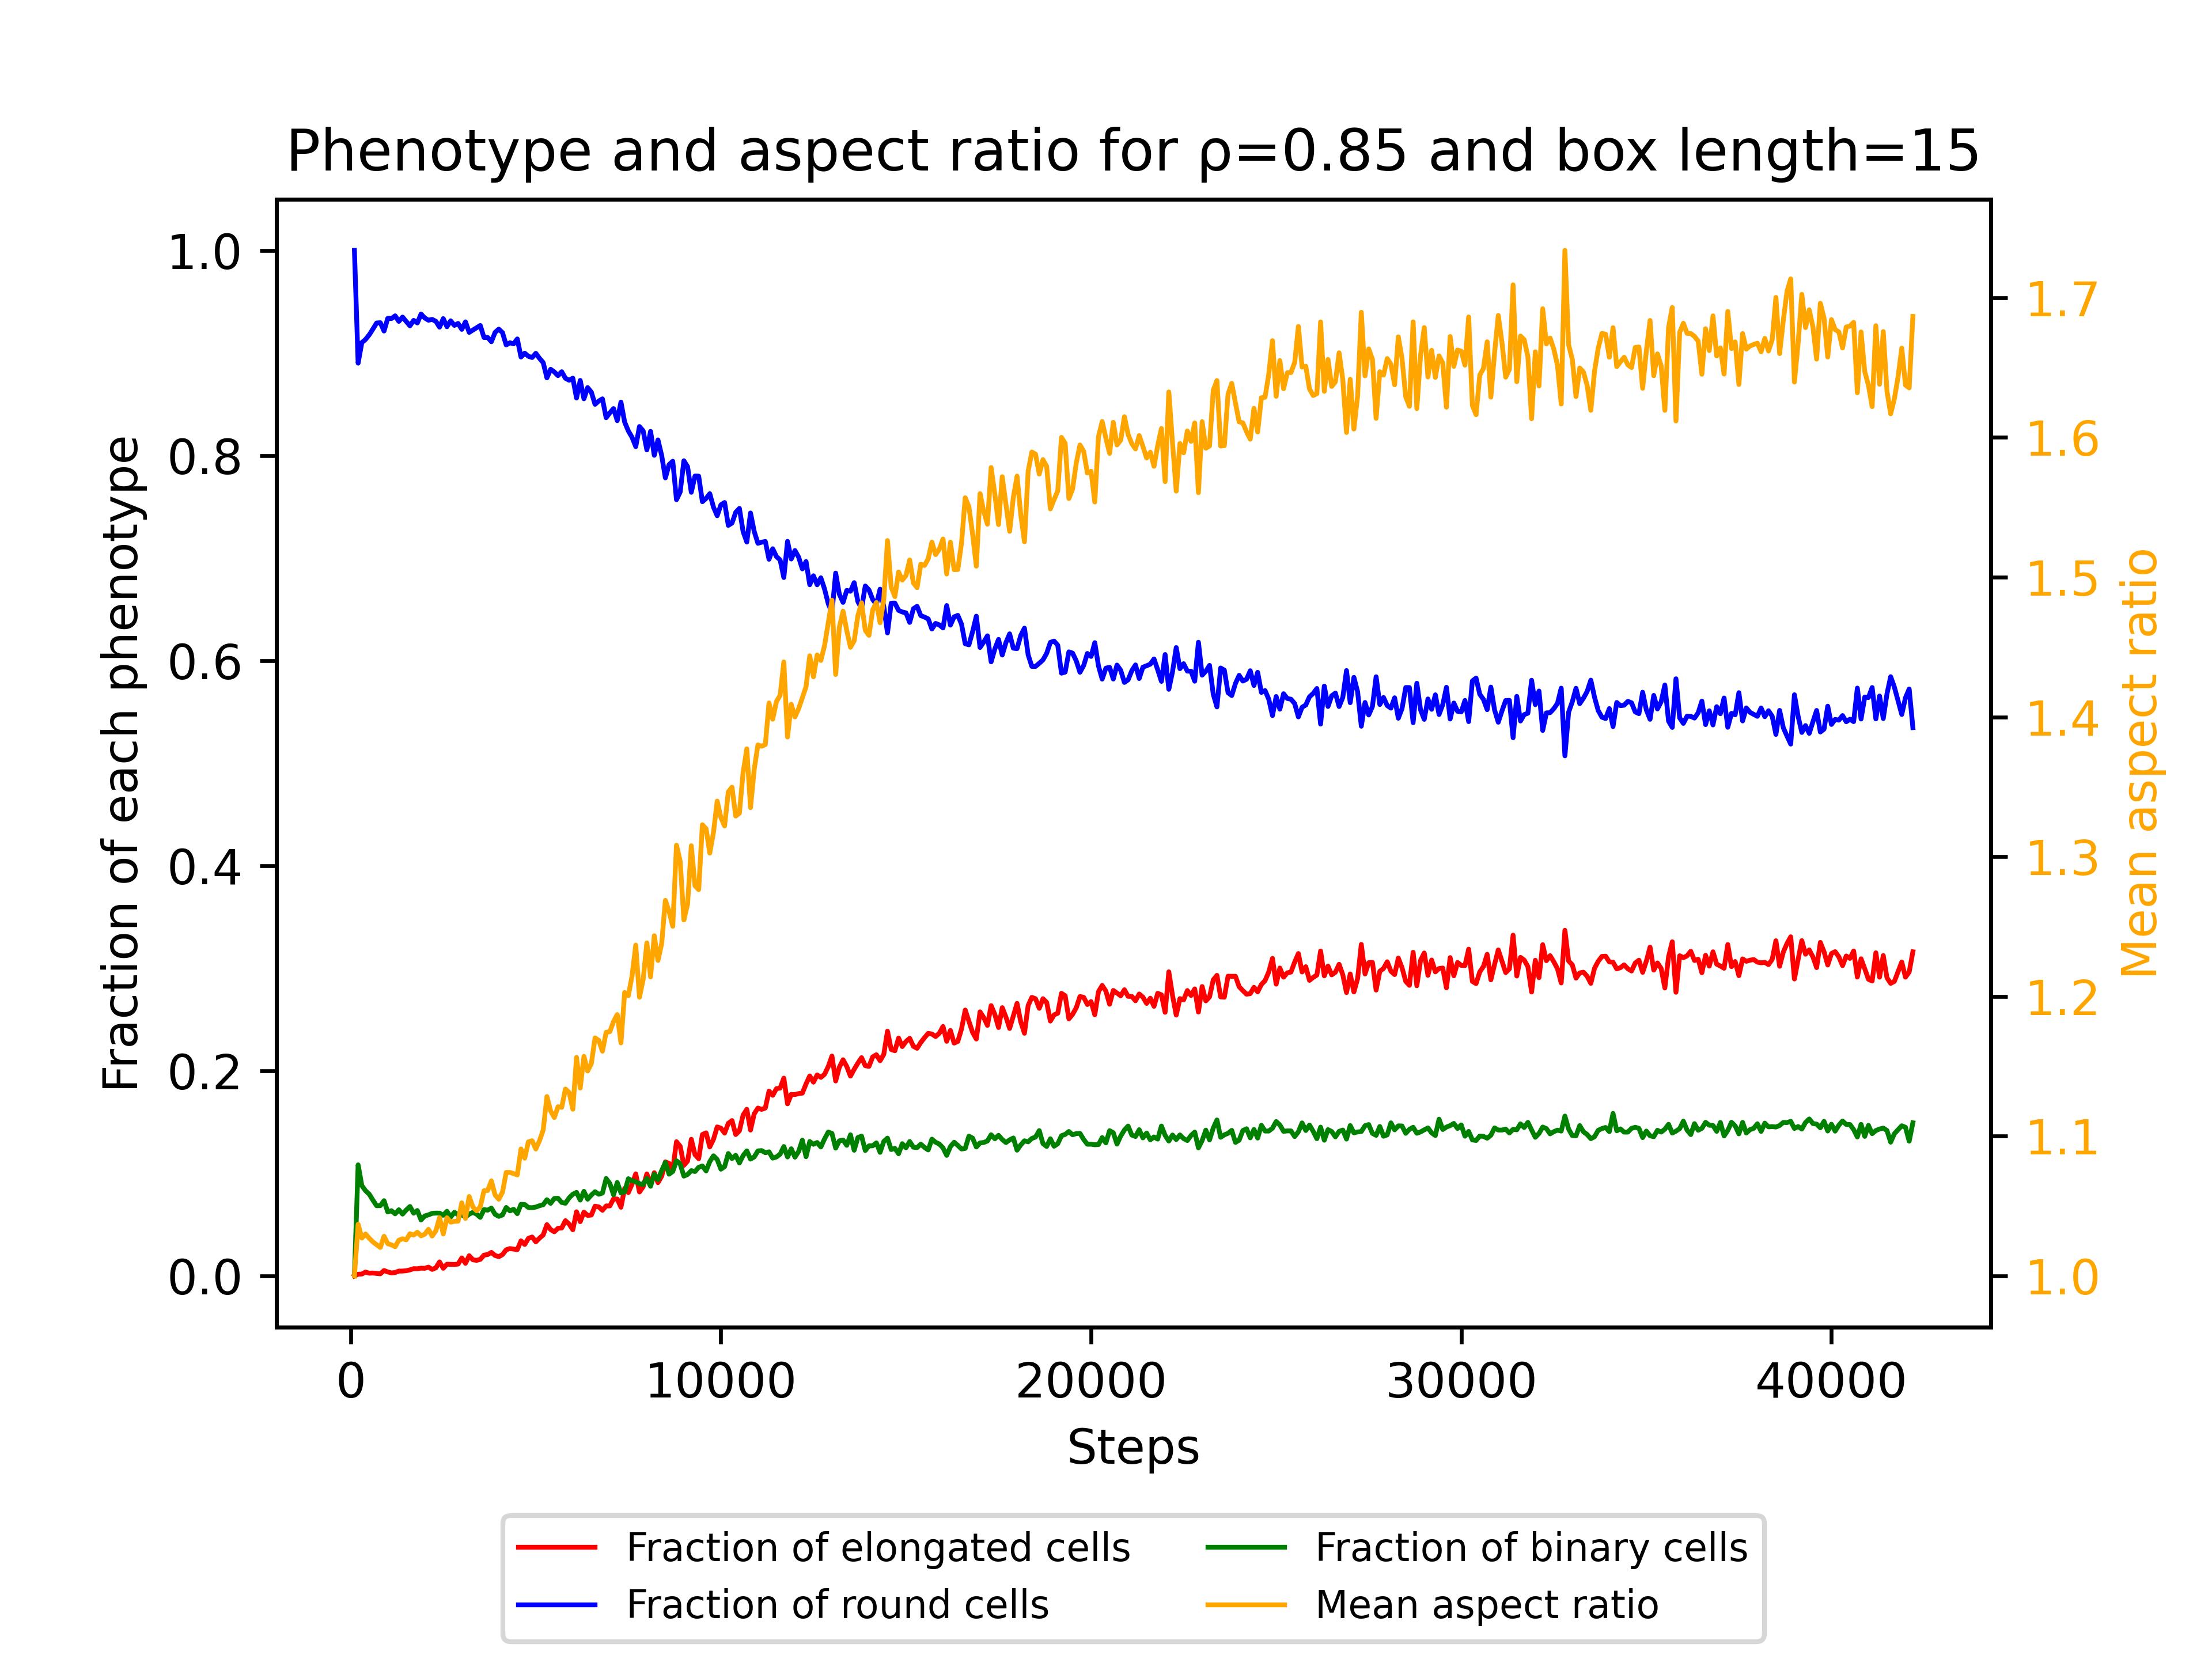 Phenotype and aspect ratio for ρ=0.85 and box length=15
Fraction of each phenotype
1.0
0.8
0.6
0.4
0.2
0.0
1.7
1.6
1.5
1.4
1.3
1.2
1.1
1.0
Mean aspect ratio
0 10000 20000 30000 40000
Steps
Fraction of elongated cells
Fraction of round cells
Fraction of binary cells
Mean aspect ratio